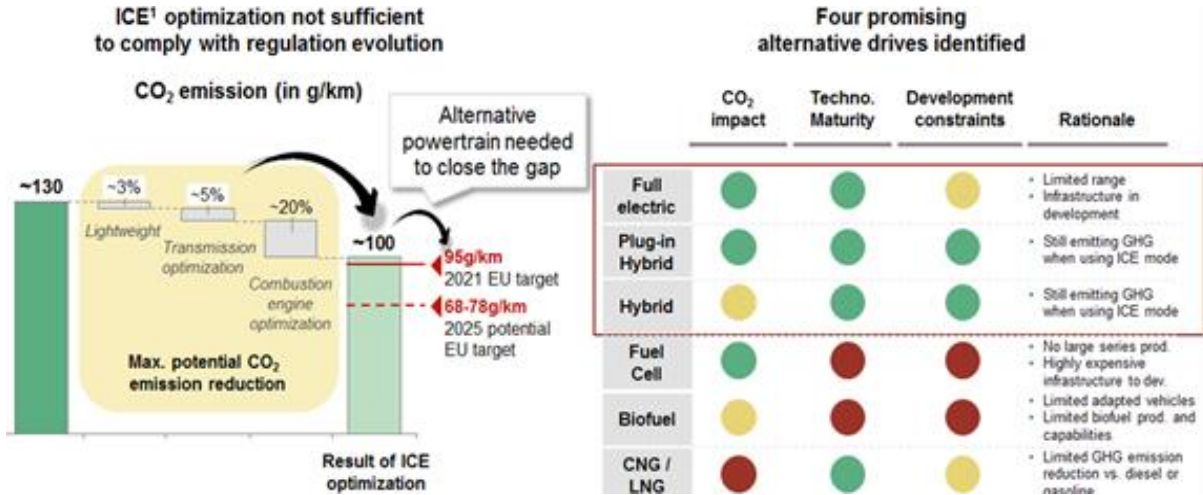 ICE¹ optimization not sufficient
to comply with regulation evolution
CO₂ emission (in g/km)
Alternative
powertrain needed
to close the gap
~130
~3%
Lightweight
~5%
Transmission
optimization
~20%
Combustion
engine
optimization
Max. potential CO₂
emission reduction
~100
95g/km
2021 EU target
68-78g/km
2025 potential
EU target
Result of ICE
optimization
Four promising
alternative drives identified
CO₂
impact
Techno.
Maturity
Development
constraints
Rationale
Full
electric
• Limited range
• Infrastructure in
development
Plug-in
Hybrid
• Still emitting GHG
when using ICE mode
Hybrid
• Still emitting GHG
when using ICE mode
Fuel
Cell
• No large series prod.
• Highly expensive
infrastructure to dev.
Biofuel
• Limited adapted vehicles
• Limited biofuel prod. and
capabilities
CNG /
LNG
• Limited GHG emission
reduction vs. diesel or
gasoline